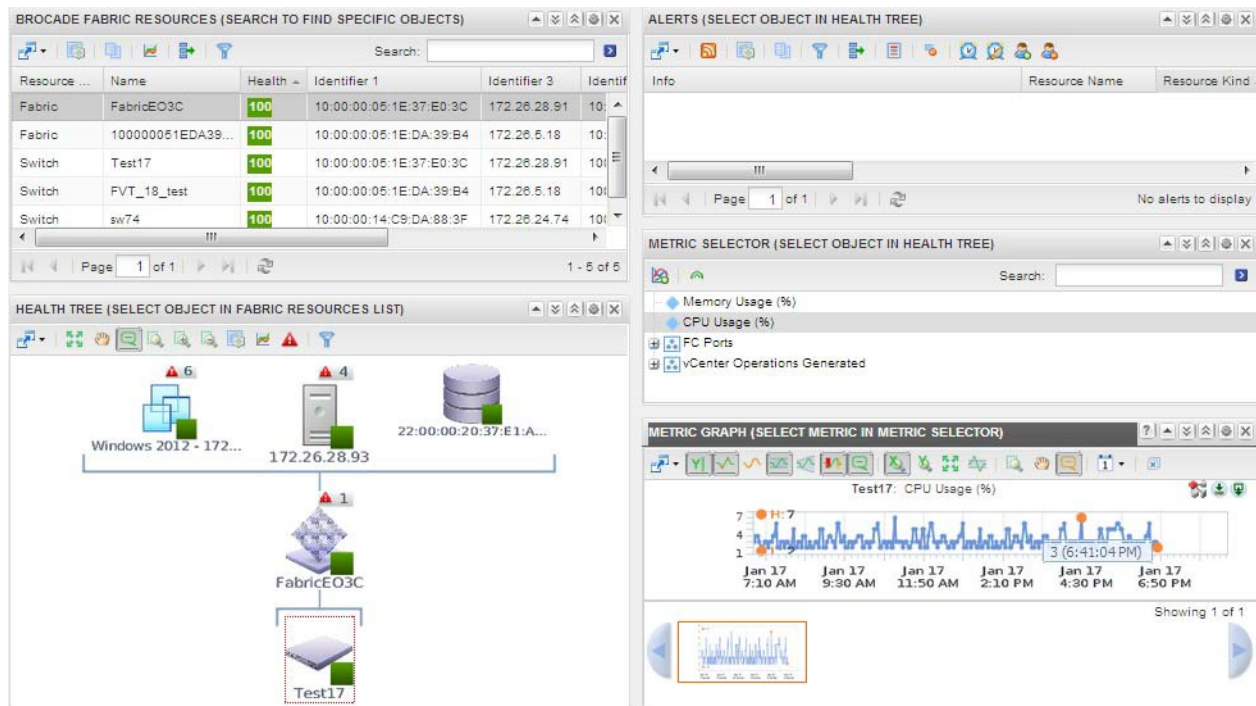 BROCADE FABRIC RESOURCES (SEARCH TO FIND SPECIFIC OBJECTS)
Search:
Resource ... Name Health Identifier 1 Identifier 3 Identif
Fabric FabricEO3C 100 10:00:00:05:1E:37:E0:3C 172.26.28.91 10:
Fabric 100000051EDA39... 100 10:00:00:05:1E:DA:39:B4 172.26.5.18 10:
Switch Test17 100 10:00:00:05:1E:37:E0:3C 172.26.28.91 100
Switch FVT_18_test 100 10:00:00:05:1E:DA:39:B4 172.26.5.18 100
Switch sw74 100 10:00:00:14:C9:DA:88:3F 172.26.24.74 100
Page 1 of 1 1 - 5 of 5
HEALTH TREE (SELECT OBJECT IN FABRIC RESOURCES LIST)
6 4
Windows 2012 - 172... 172.26.28.93 22:00:00:20:37:E1:A...
1
FabricEO3C
Test17
ALERTS (SELECT OBJECT IN HEALTH TREE)
Info Resource Name Resource Kind
Page 1 of 1 No alerts to display
METRIC SELECTOR (SELECT OBJECT IN HEALTH TREE)
Search:
Memory Usage (%)
CPU Usage (%)
FC Ports
vCenter Operations Generated
METRIC GRAPH (SELECT METRIC IN METRIC SELECTOR)
Test17: CPU Usage (%)
7 H: 7
4
1
3 (6:41:04 PM)
Jan 17 Jan 17 Jan 17 Jan 17 Jan 17 Jan 17
7:10 AM 9:30 AM 11:50 AM 2:10 PM 4:30 PM 6:50 PM
Showing 1 of 1